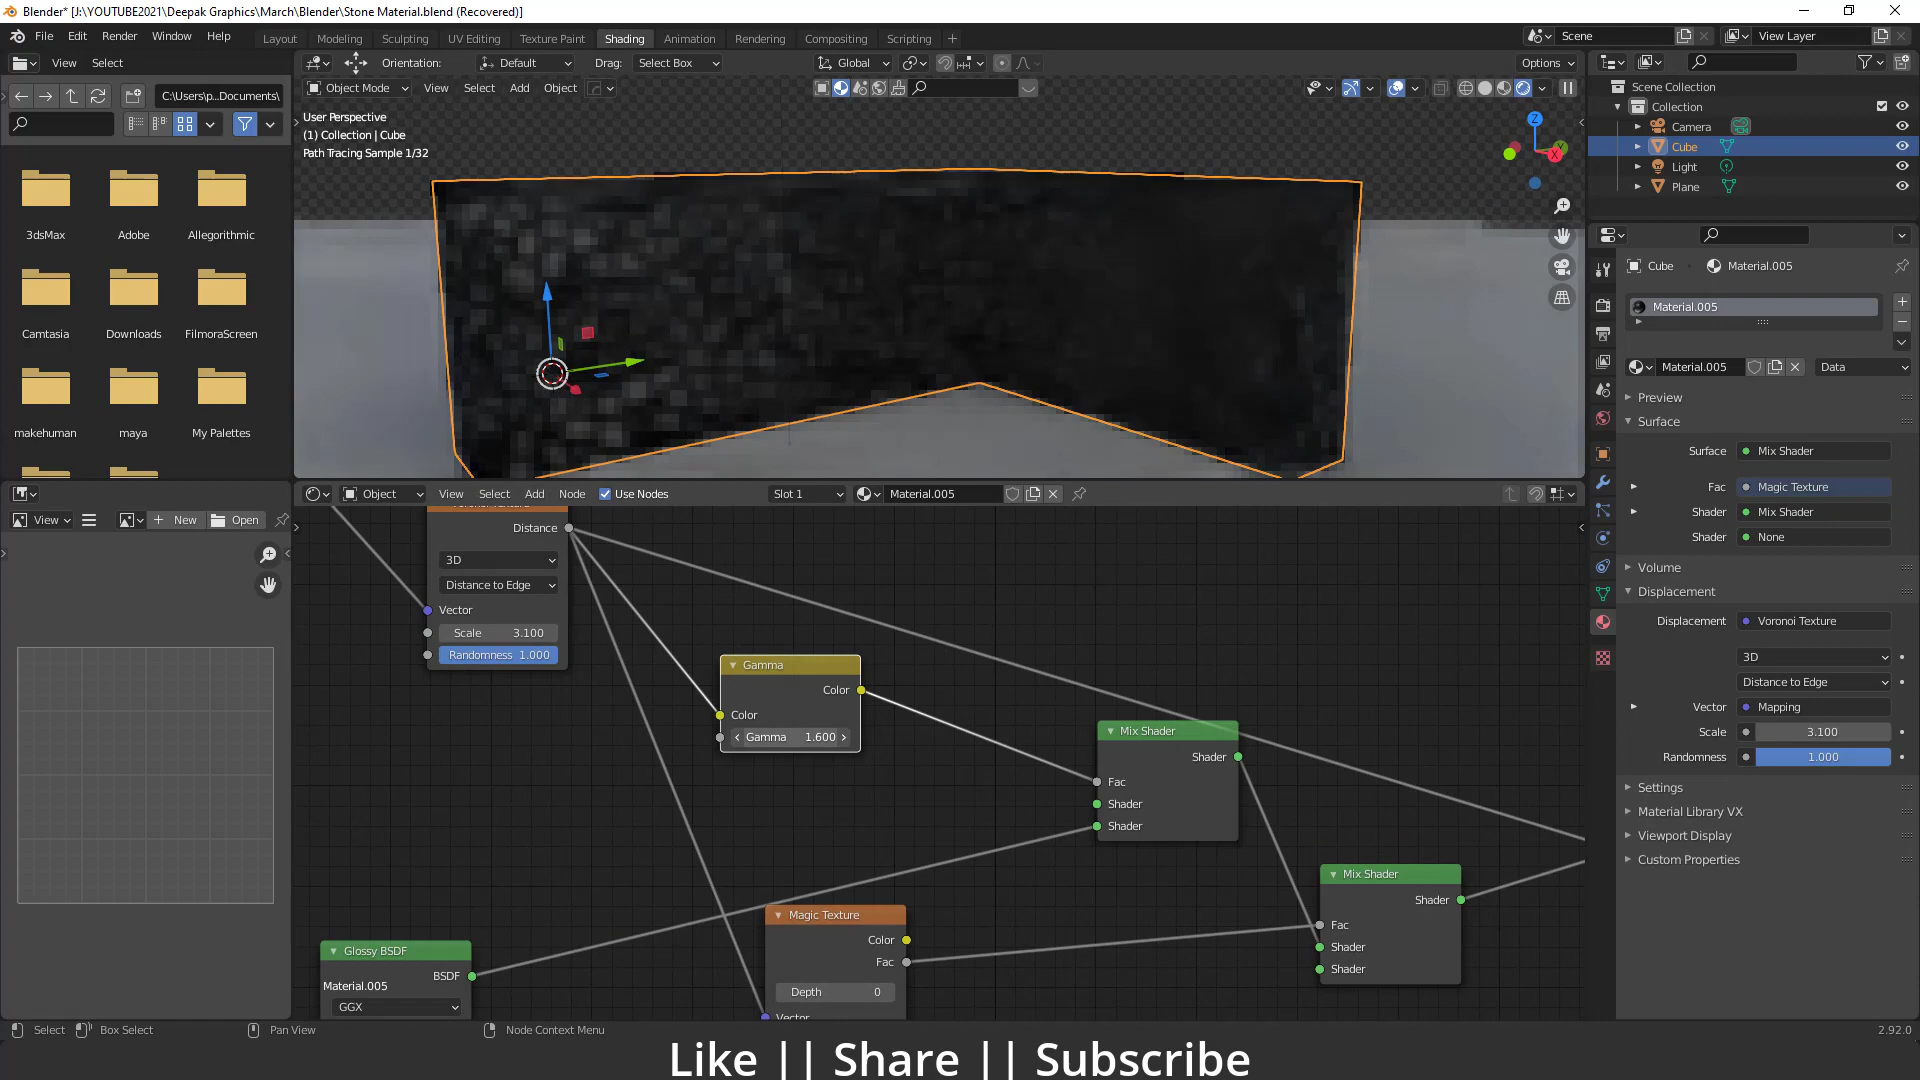 Blender* [J:\YOUTUBE2021\Deepak Graphics\March\Blender\Stone Material.blend (Recovered)]
File Edit Render Window Help
Layout Modeling Sculpting UV Editing Texture Paint Shading Animation Rendering Compositing Scripting
Scene
View Layer
View Select
Orientation: Default Drag: Select Box
Global
Options
C:\Users\p...Documents\
Object Mode View Select Add Object
User Perspective
(1) Collection | Cube
Path Tracing Sample 1/32
Z
X
Y
3dsMax Adobe Allegorithmic
Camtasia Downloads FilmoraScreen
makehuman maya My Palettes
Scene Collection
Collection
Camera
Cube
Light
Plane
Cube Material.005
Material.005
Material.005 Data
Preview
Surface
Surface Mix Shader
Fac Magic Texture
Shader Mix Shader
Shader None
Volume
Displacement
Displacement Voronoi Texture
3D
Distance to Edge
Vector Mapping
Scale 3.100
Randomness 1.000
Settings
Material Library VX
Viewport Display
Custom Properties
View New Open
Object View Select Add Node Use Nodes Slot 1 Material.005
Distance
3D
Distance to Edge
Vector
Scale 3.100
Randomness 1.000
Gamma
Color
Color
Gamma 1.600
Mix Shader
Shader
Fac
Shader
Shader
Mix Shader
Shader
Fac
Shader
Shader
Magic Texture
Color
Fac
Depth 0
Vector
Glossy BSDF
BSDF
Material.005
GGX
Select Box Select Pan View Node Context Menu
2.92.0
Like || Share || Subscribe